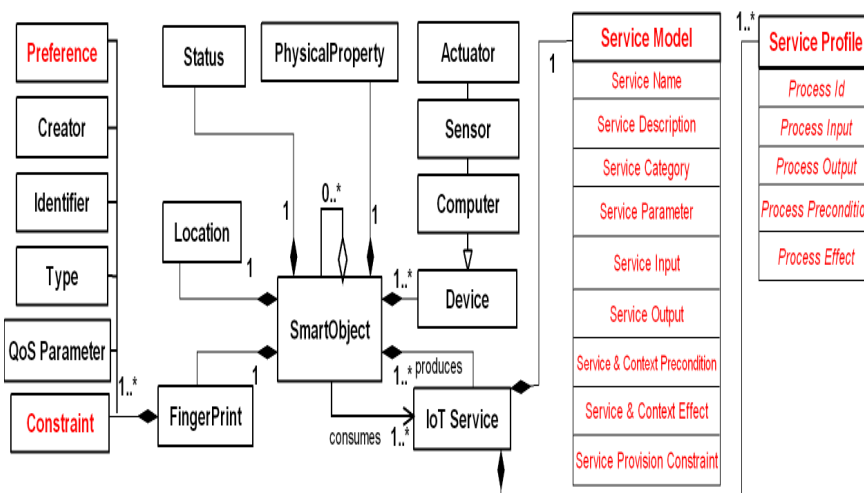 Preference
Creator
Identifier
Type
QoS Parameter
1..*
Constraint
Status
PhysicalProperty
Actuator
Sensor
Computer
Device
Location
1
1
1
0..*
1..*
SmartObject
FingerPrint
1
produces
1..*
consumes
1..*
IoT Service
1
Service Model
Service Name
Service Description
Service Category
Service Parameter
Service Input
Service Output
Service & Context Precondition
Service & Context Effect
Service Provision Constraint
1..*
Service Profile
Process Id
Process Input
Process Output
Process Preconditio
Process Effect